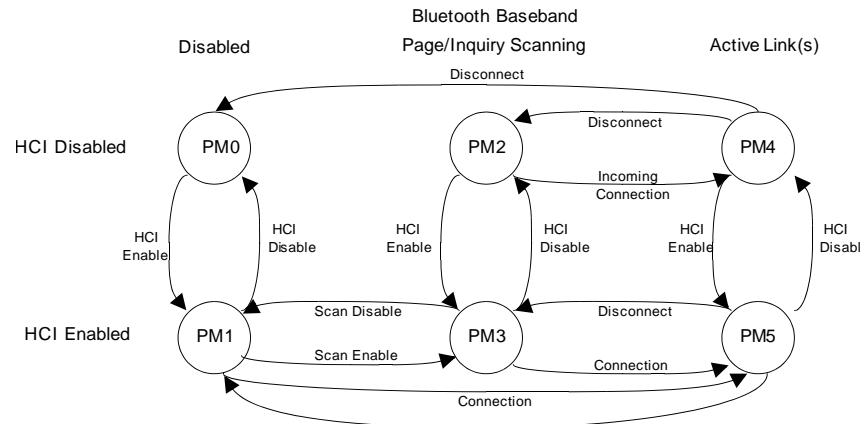 Bluetooth Baseband
Disabled
Page/Inquiry Scanning
Active Link(s)
Disconnect
HCI Disabled
PM0
PM2
Disconnect
PM4
Incoming
Connection
HCI
Enable
HCI
Disable
HCI
Enable
HCI
Disable
HCI
Enable
HCI
Disabl
HCI Enabled
PM1
Scan Disable
Scan Enable
PM3
Disconnect
Connection
PM5
Connection